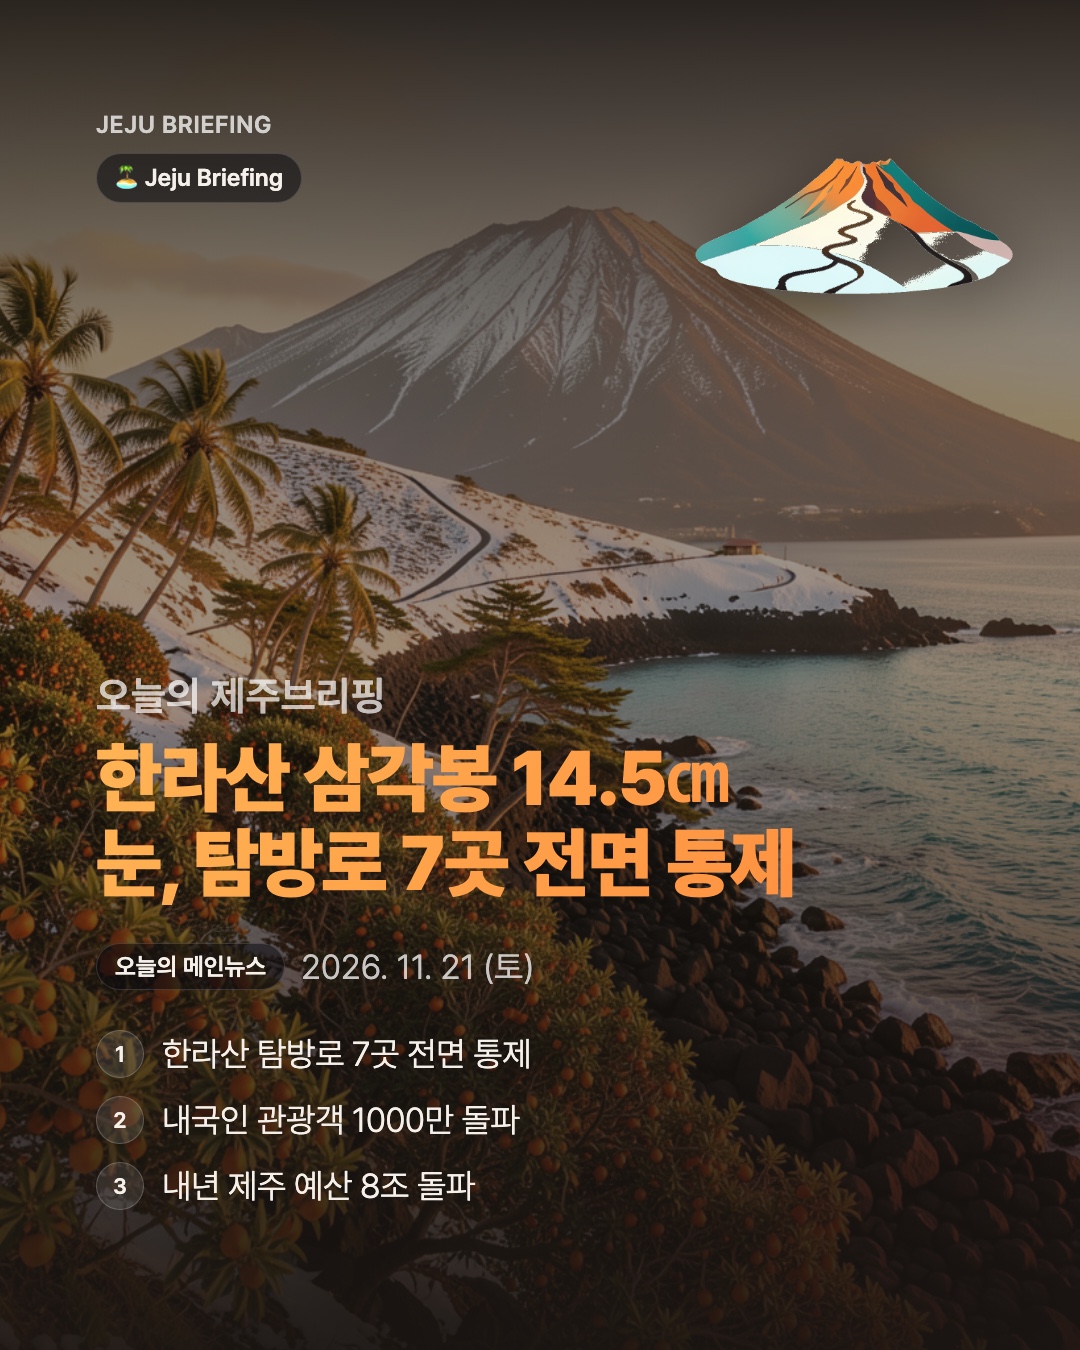 JEJU BRIEFING
🏝️ Jeju Briefing
오늘의 제주브리핑
한라산 삼각봉 14.5㎝
눈, 탐방로 7곳 전면 통제
오늘의 메인뉴스 2026. 11. 21 (토)
1 한라산 탐방로 7곳 전면 통제
2 내국인 관광객 1000만 돌파
3 내년 제주 예산 8조 돌파